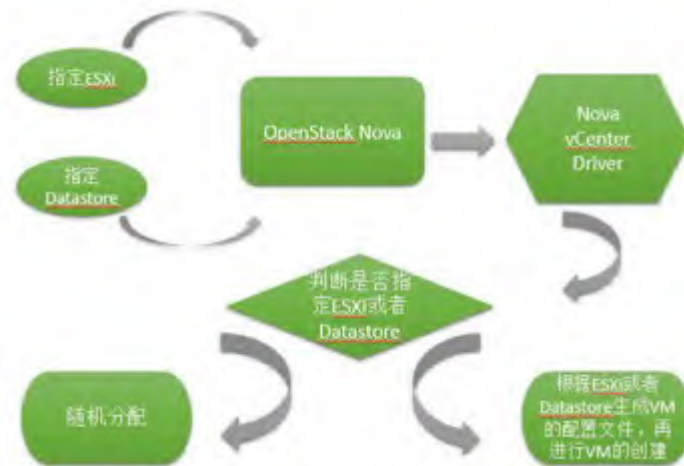 指定ESXi
OpenStack Nova
Nova
vCenter
Driver
指定
Datastore
判断是否指
定ESXI或者
Datastore
随机分配
根据ESXi或者
Datastore生成VM
的配置文件，再
进行VM的创建